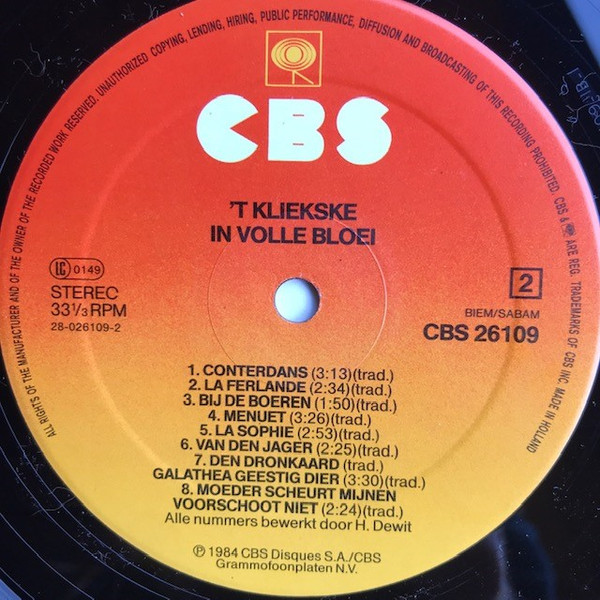 ALL RIGHTS OF THE MANUFACTURER AND OF THE OWNER OF THE RECORDED WORK RESERVED. UNAUTHORIZED COPYING, LENDING, HIRING, PUBLIC PERFORMANCE, DIFFUSION AND BROADCASTING OF THIS RECORDING PROHIBITED. CBS & ARE REG. TRADEMARKS OF CBS INC. MADE IN HOLLAND
CBS
'T KLIEKSKE
IN VOLLE BLOEI
LC 0149
STEREO
33 1/3 RPM
28-026109-2
2
BIEM/SABAM
CBS 26109
1. CONTERDANS (3:13)(trad.)
2. LA FERLANDE (2:34)(trad.)
3. BIJ DE BOEREN (1:50)(trad.)
4. MENUET (3:26)(trad.)
5. LA SOPHIE (2:53)(trad.)
6. VAN DEN JAGER (2:25)(trad.)
7. DEN DRONKAARD (trad.)
GALATHEA GEESTIG DIER (3:30)(trad.)
8. MOEDER SCHEURT MIJNEN
VOORSCHOOT NIET (2:24)(trad.)
Alle nummers bewerkt door H. Dewit
℗ 1984 CBS Disques S.A./CBS
Grammofoonplaten N.V.